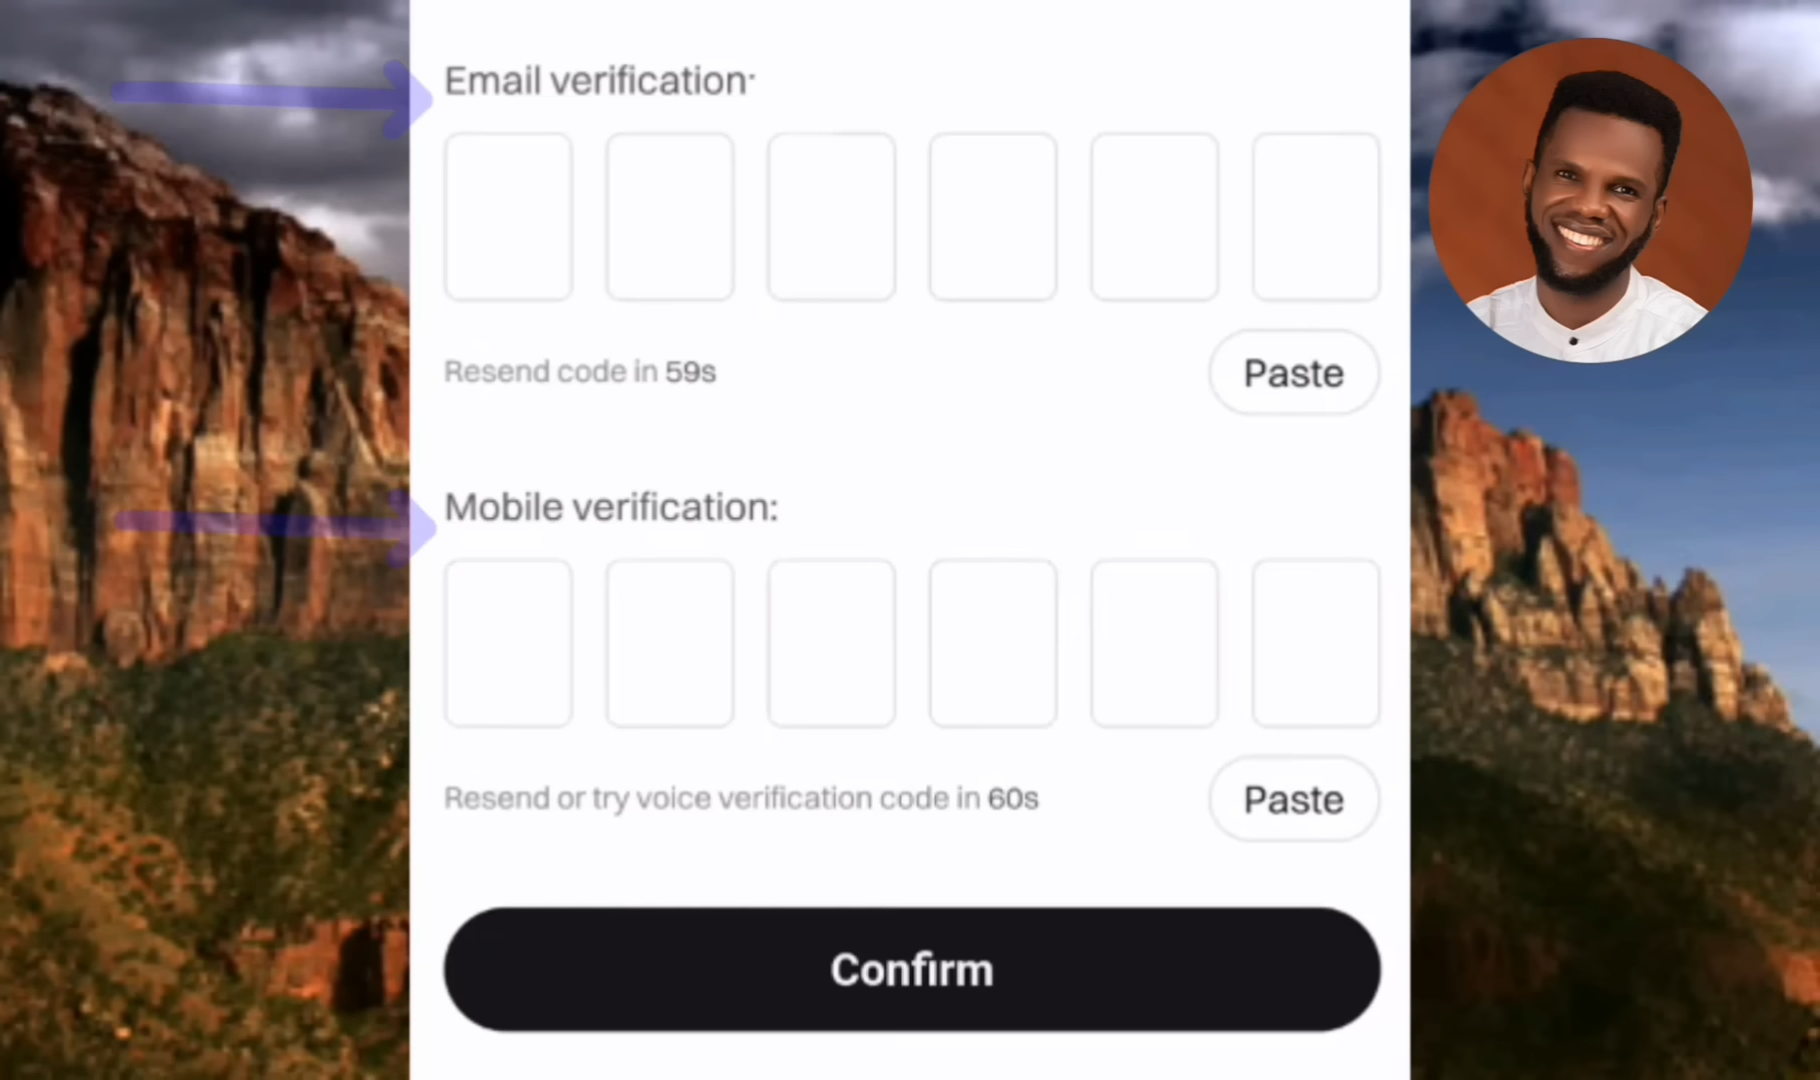 Email verification:
Resend code in 59s
Paste
Mobile verification:
Resend or try voice verification code in 60s
Paste
Confirm